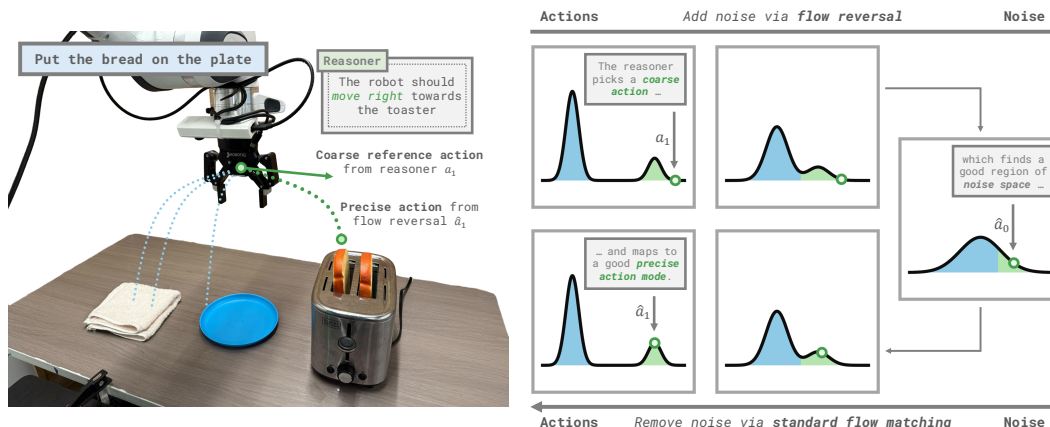 Put the bread on the plate
Reasoner
The robot should
move right towards
the toaster
Coarse reference action
from reasoner a₁
Precise action from
flow reversal â₁
Actions
Add noise via flow reversal
Noise
The reasoner
picks a coarse
action …
a₁
which finds a
good region of
noise space …
â₀
… and maps to
a good precise
action mode.
â₁
Actions
Remove noise via standard flow matching
Noise